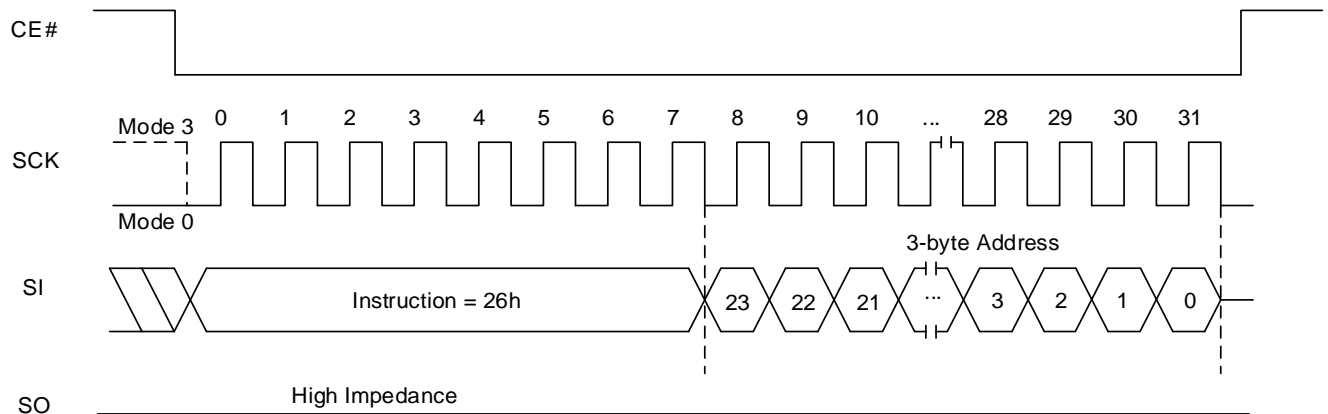 CE#
0 1 2 3 4 5 6 7 8 9 10 ... 28 29 30 31
Mode 3
SCK
Mode 0
3-byte Address
SI
Instruction = 26h 23 22 21 ... 3 2 1 0
High Impedance
SO